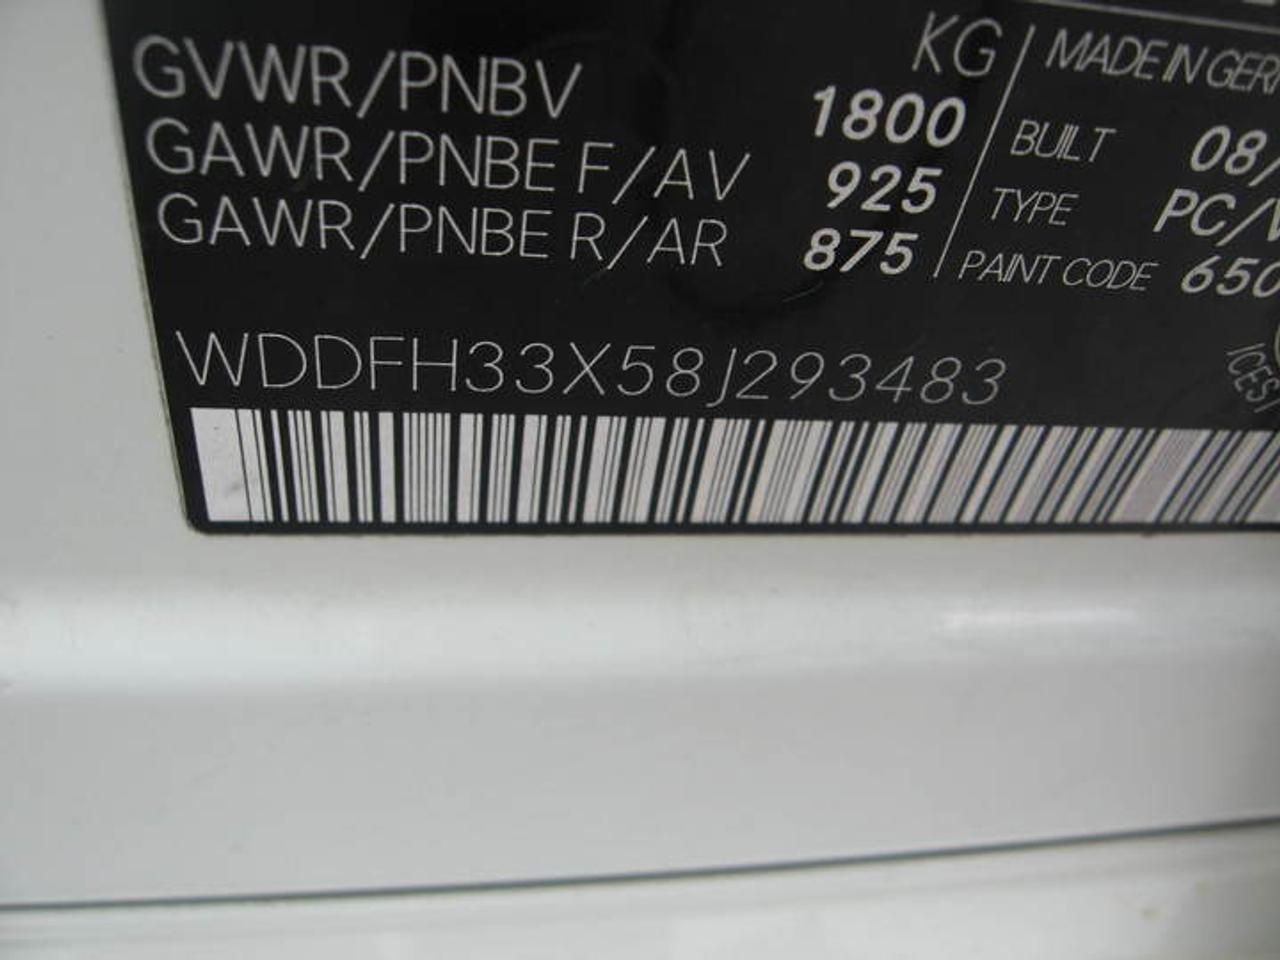 GVWR/PNBV KG / MADE IN GER
1800 BUILT 08/
GAWR/PNBE F/AV 925 TYPE PC/
GAWR/PNBE R/AR 875 / PAINT CODE 650
WDDFH33X58J293483